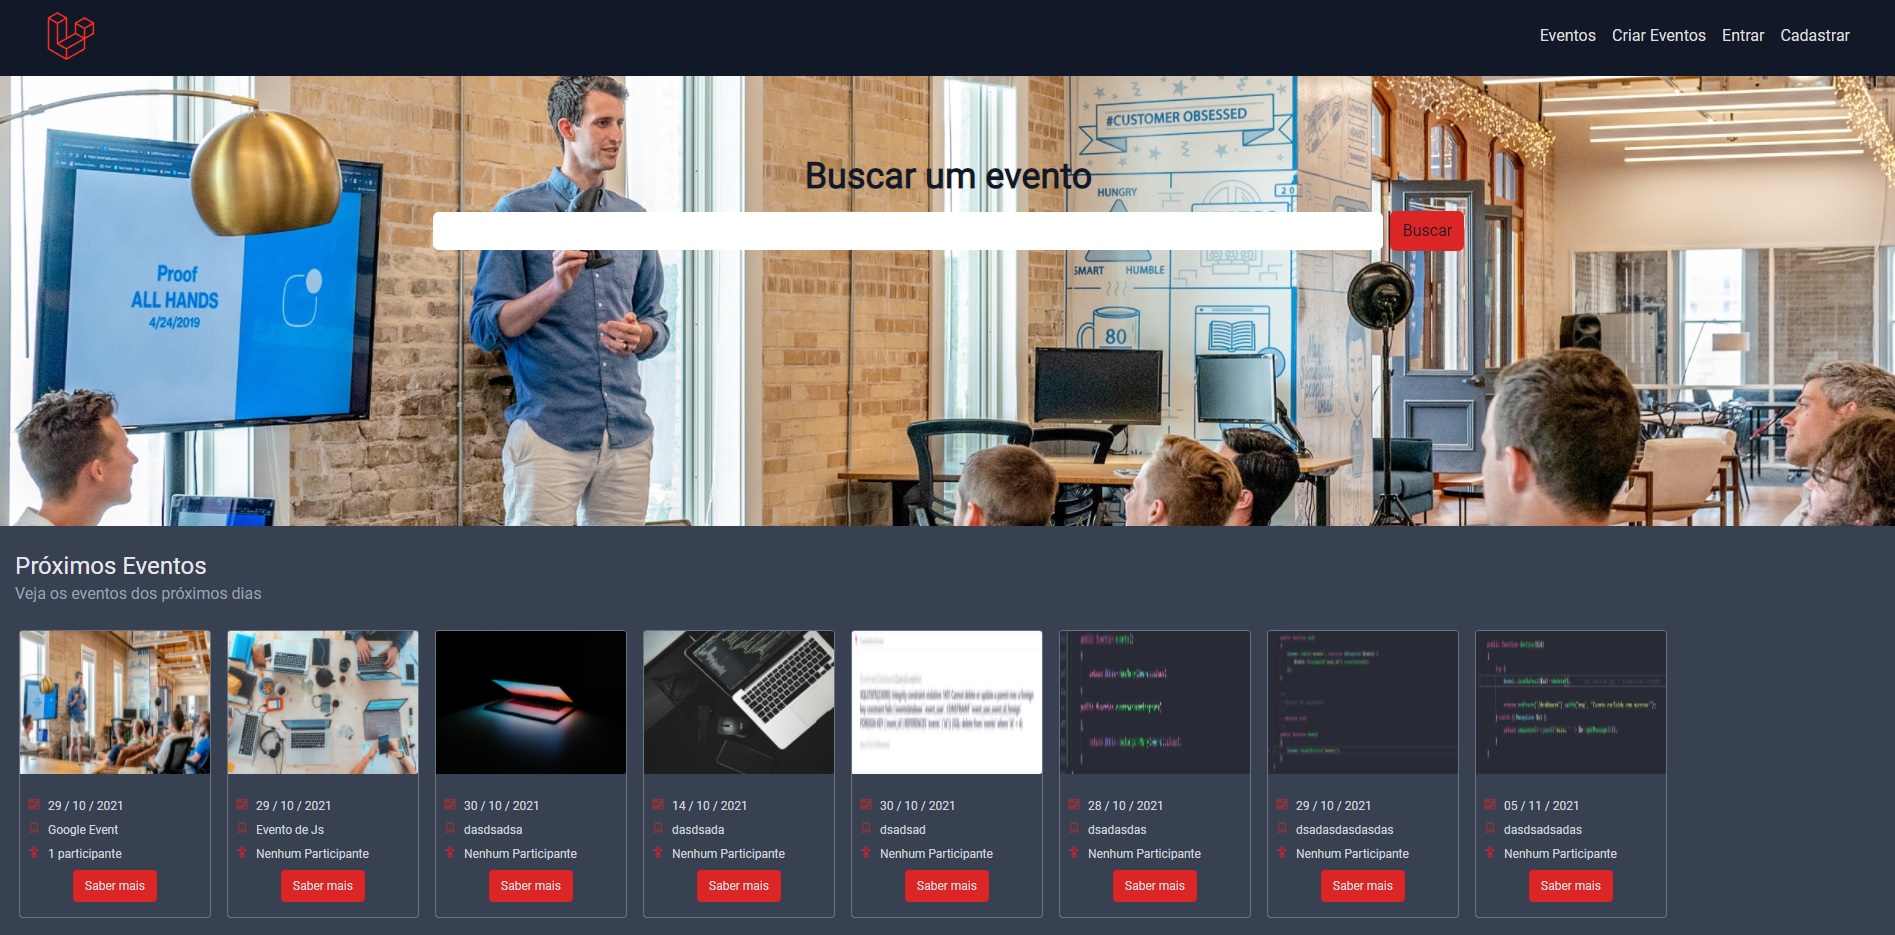 Eventos Criar Eventos Entrar Cadastrar
#CUSTOMER OBSESSED
Buscar um evento
HUNGRY
20
Buscar
SMART HUMBLE
Proof
ALL HANDS
4/24/2019
80
TCL
Próximos Eventos
Veja os eventos dos próximos dias
29 / 10 / 2021
Google Event
1 participante
Saber mais
29 / 10 / 2021
Evento de Js
Nenhum Participante
Saber mais
30 / 10 / 2021
dasdsadsa
Nenhum Participante
Saber mais
14 / 10 / 2021
dasdsada
Nenhum Participante
Saber mais
30 / 10 / 2021
dsadsad
Nenhum Participante
Saber mais
28 / 10 / 2021
dsadasdas
Nenhum Participante
Saber mais
29 / 10 / 2021
dsadasdasdasdas
Nenhum Participante
Saber mais
05 / 11 / 2021
dasdsadsadas
Nenhum Participante
Saber mais